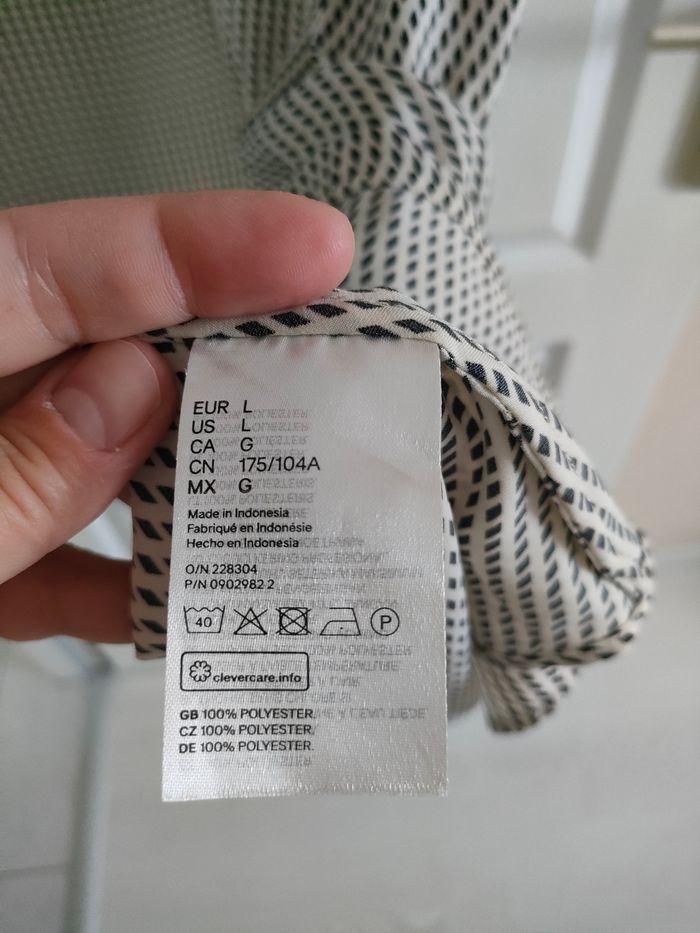 EUR L
US L
CA G
CN 175/104A
MX G
Made in Indonesia
Fabriqué en Indonésie
Hecho en Indonesia
O/N 228304
P/N 0902982 2
40 P
clevercare.info
GB 100% POLYESTER.
CZ 100% POLYESTER.
DE 100% POLYESTER.